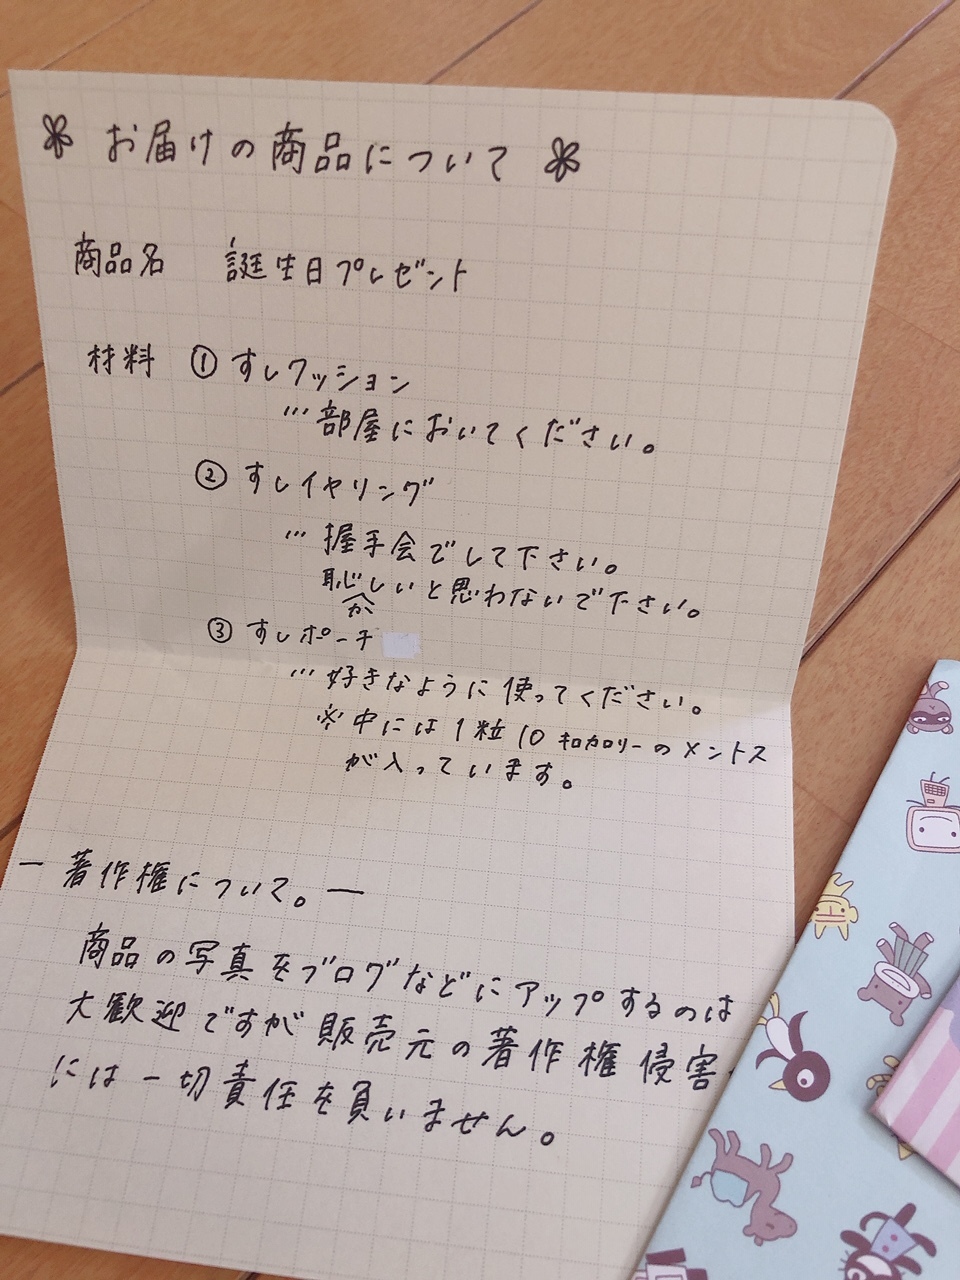 お届けの商品について
商品名 誕生日プレゼント
材料 ① すしクッション
… 部屋においてください。
② すしイヤリング
… 握手会でして下さい。
恥しいと思わないで下さい。
か
③ すしポーチ
… 好きなように使ってください。
※ 中には1粒10キロカロリーのメントス
が入っています。
― 著作権について。―
商品の写真をブログなどにアップするのは
大歓迎ですが販売元の著作権侵害
には一切責任を負いません。